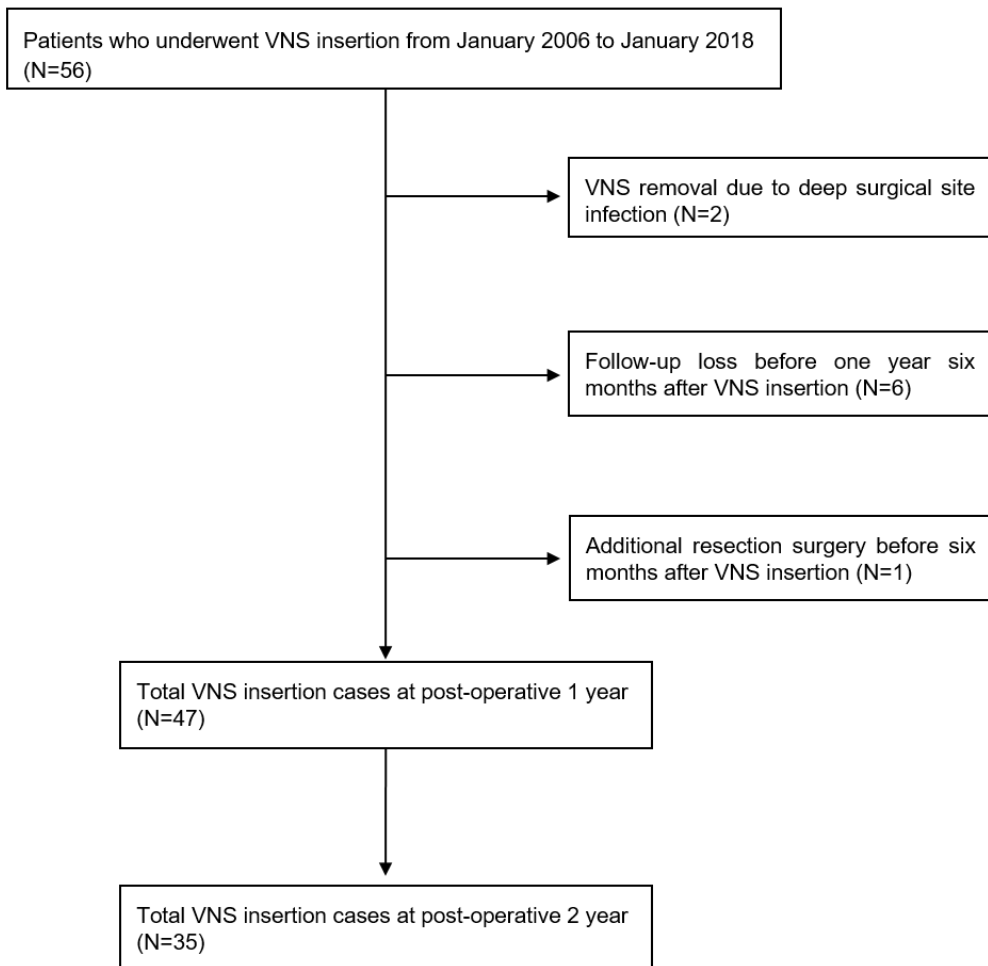 Patients who underwent VNS insertion from January 2006 to January 2018
(N=56)
VNS removal due to deep surgical site
infection (N=2)
Follow-up loss before one year six
months after VNS insertion (N=6)
Additional resection surgery before six
months after VNS insertion (N=1)
Total VNS insertion cases at post-operative 1 year
(N=47)
Total VNS insertion cases at post-operative 2 year
(N=35)